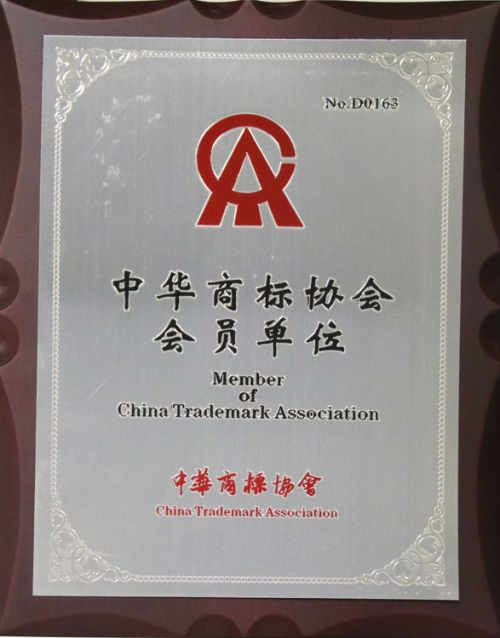 No.D0163
中华商标协会
会员单位
Member
of
China Trademark Association
中華商標協會
China Trademark Association